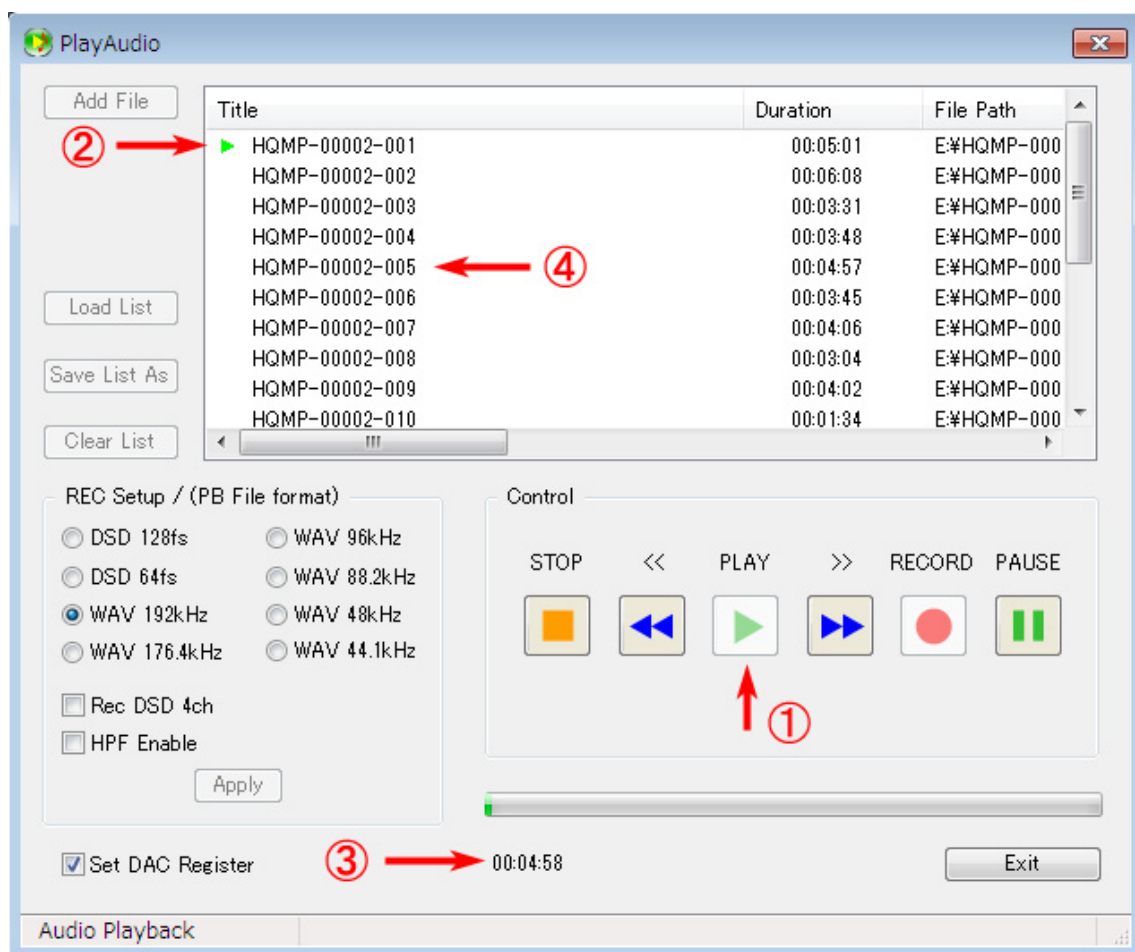 PlayAudio
Add File
Title Duration File Path
② HQMP-00002-001 00:05:01 E:¥HQMP-000
HQMP-00002-002 00:06:08 E:¥HQMP-000
HQMP-00002-003 00:03:31 E:¥HQMP-000
HQMP-00002-004 00:03:48 E:¥HQMP-000
HQMP-00002-005 ④ 00:04:57 E:¥HQMP-000
HQMP-00002-006 00:03:45 E:¥HQMP-000
HQMP-00002-007 00:04:06 E:¥HQMP-000
HQMP-00002-008 00:03:04 E:¥HQMP-000
HQMP-00002-009 00:04:02 E:¥HQMP-000
HQMP-00002-010 00:01:34 E:¥HQMP-000
Load List
Save List As
Clear List
REC Setup / (PB File format)
DSD 128fs WAV 96kHz
DSD 64fs WAV 88.2kHz
WAV 192kHz WAV 48kHz
WAV 176.4kHz WAV 44.1kHz
Rec DSD 4ch
HPF Enable
Apply
Control
STOP << PLAY >> RECORD PAUSE
①
Set DAC Register
③ 00:04:58
Exit
Audio Playback